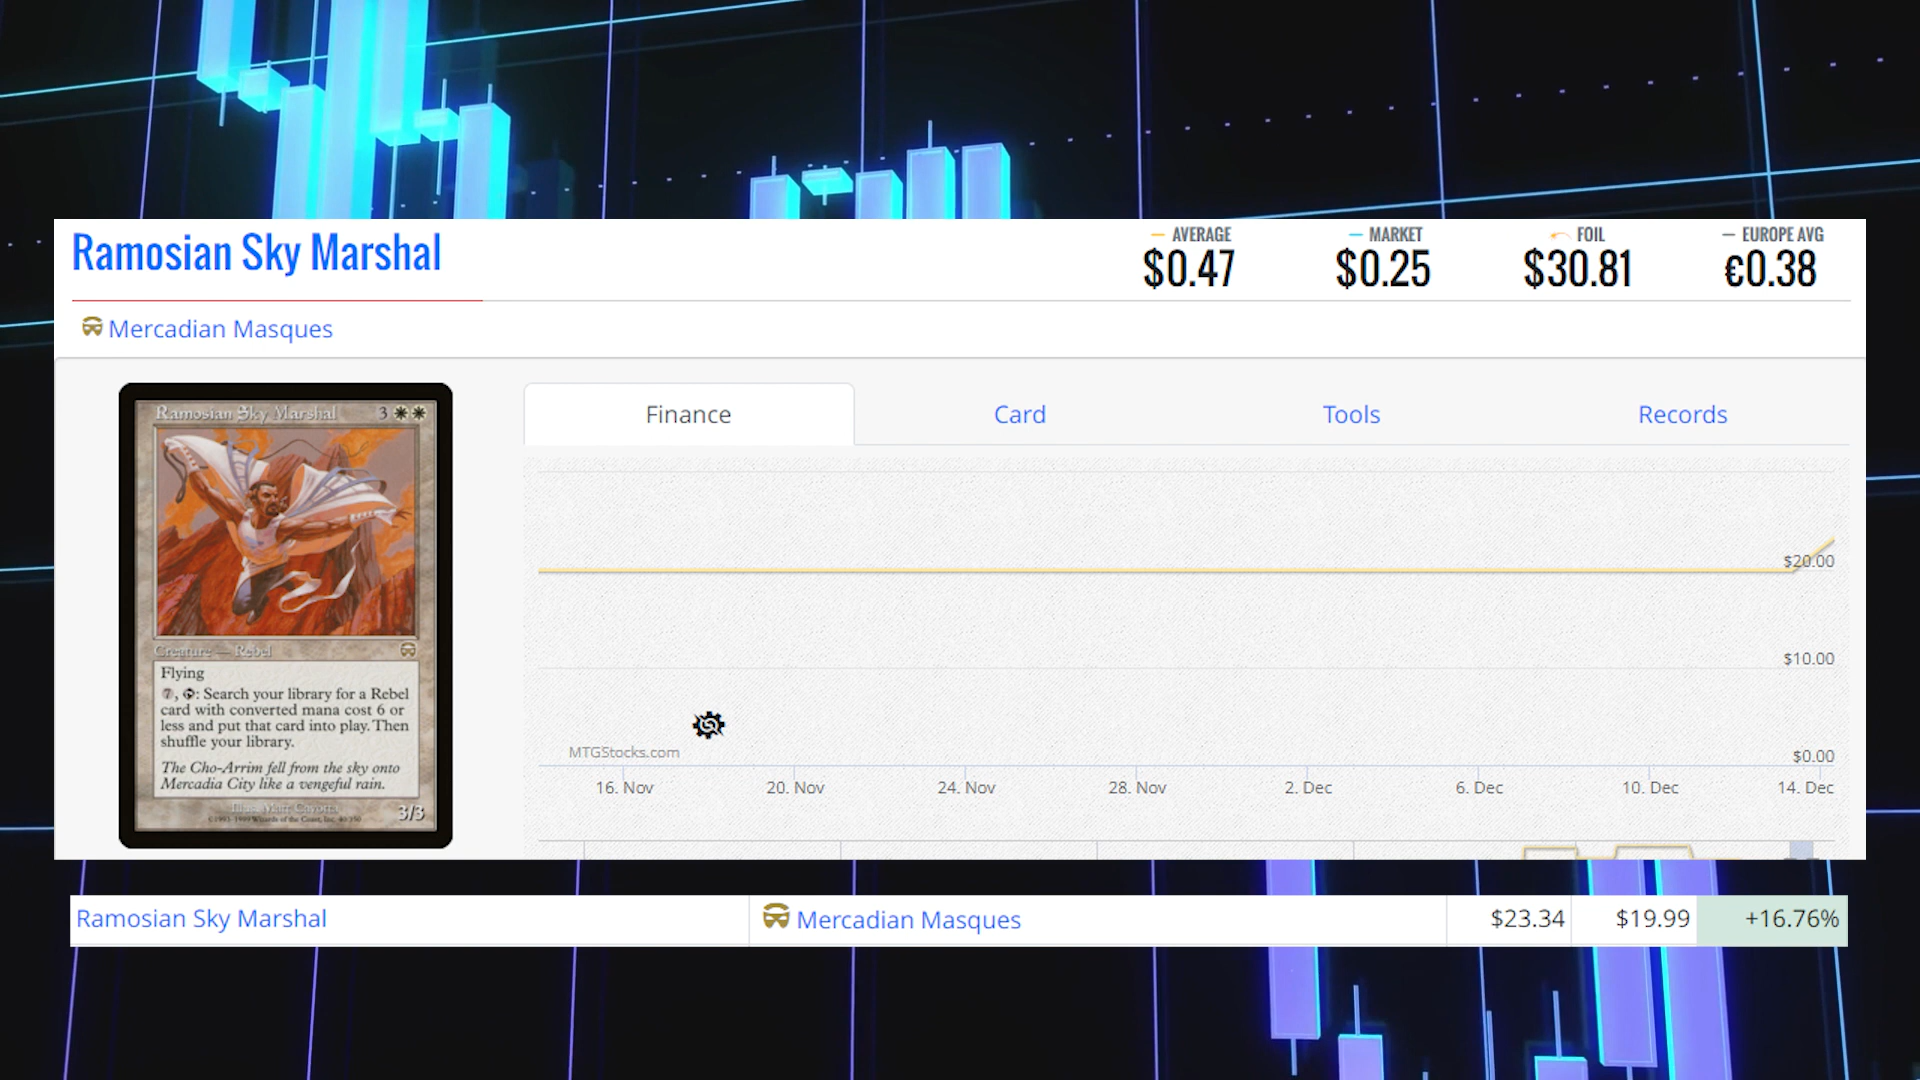 Ramosian Sky Marshal
AVERAGE
$0.47
MARKET
$0.25
FOIL
$30.81
EUROPE AVG
€0.38
Mercadian Masques
Ramosian Sky Marshal 3
Creature — Rebel
Flying
7, : Search your library for a Rebel
card with converted mana cost 6 or
less and put that card into play. Then
shuffle your library.
The Cho-Arrim fell from the sky onto
Mercadia City like a vengeful rain.
3/3
Finance
Card
Tools
Records
$20.00
$10.00
$0.00
MTGStocks.com
16. Nov
20. Nov
24. Nov
28. Nov
2. Dec
6. Dec
10. Dec
14. Dec
Ramosian Sky Marshal Mercadian Masques $23.34 $19.99 +16.76%